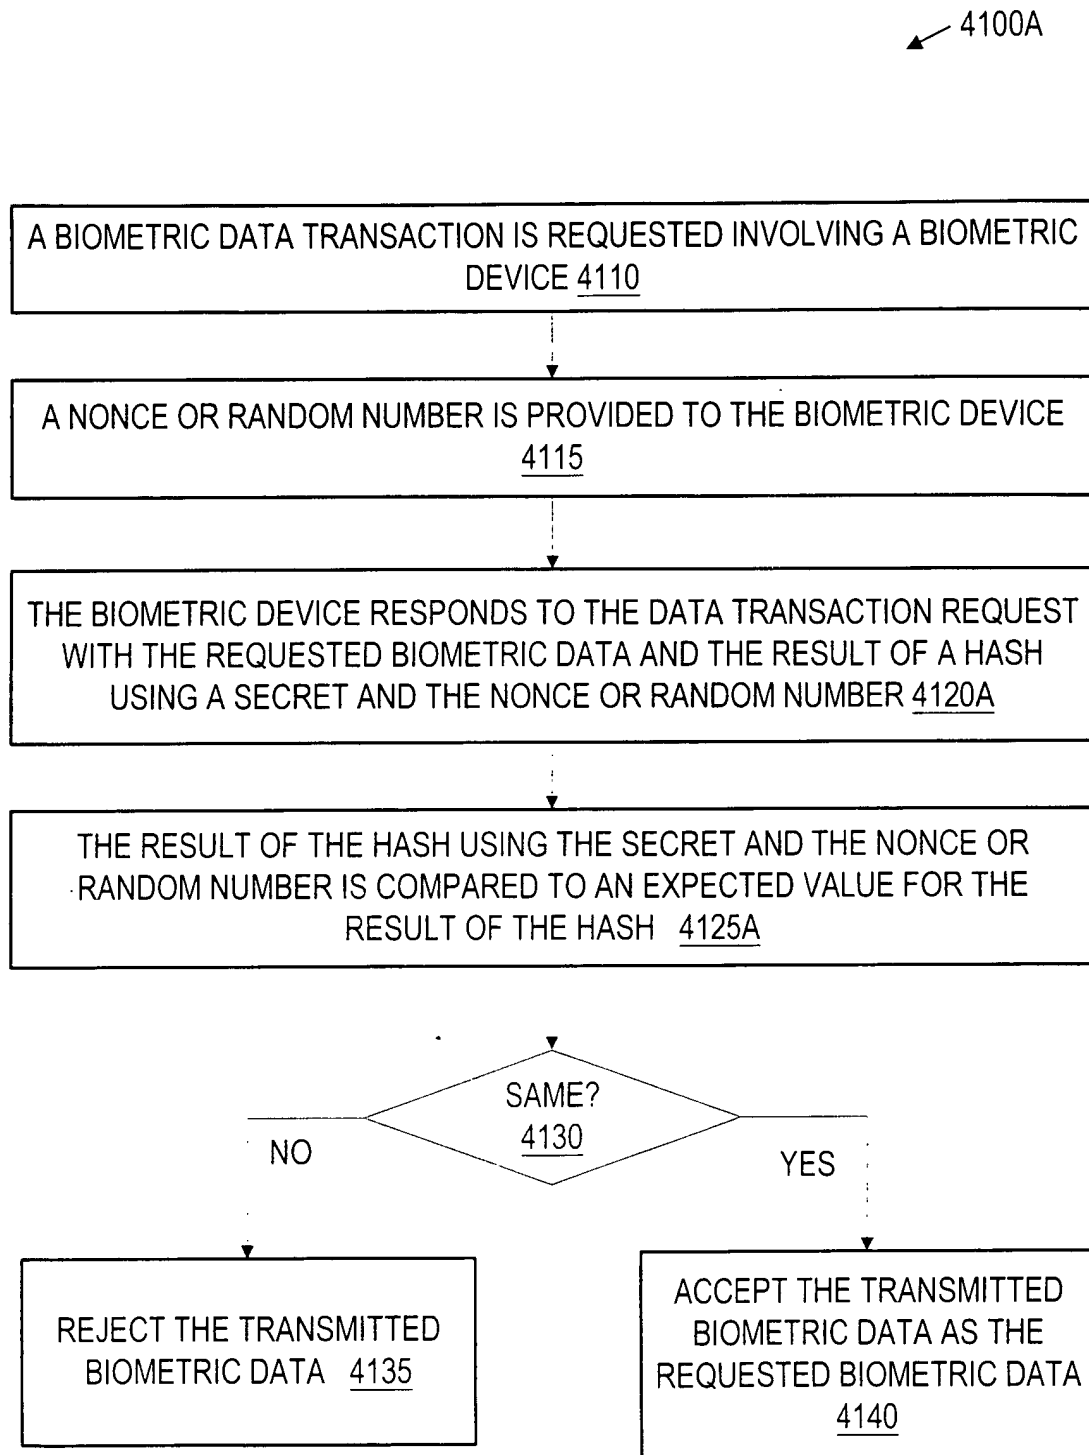 4100A
A BIOMETRIC DATA TRANSACTION IS REQUESTED INVOLVING A BIOMETRIC
DEVICE 4110
A NONCE OR RANDOM NUMBER IS PROVIDED TO THE BIOMETRIC DEVICE
4115
THE BIOMETRIC DEVICE RESPONDS TO THE DATA TRANSACTION REQUEST
WITH THE REQUESTED BIOMETRIC DATA AND THE RESULT OF A HASH
USING A SECRET AND THE NONCE OR RANDOM NUMBER 4120A
THE RESULT OF THE HASH USING THE SECRET AND THE NONCE OR
RANDOM NUMBER IS COMPARED TO AN EXPECTED VALUE FOR THE
RESULT OF THE HASH 4125A
SAME?
4130
NO
YES
REJECT THE TRANSMITTED
BIOMETRIC DATA 4135
ACCEPT THE TRANSMITTED
BIOMETRIC DATA AS THE
REQUESTED BIOMETRIC DATA
4140